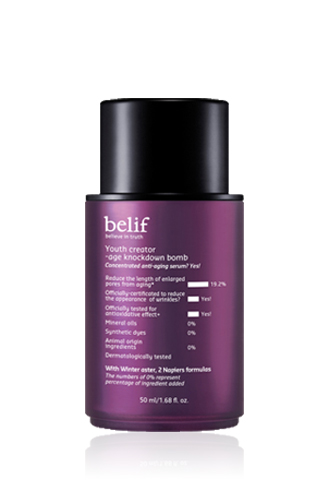 belif
believe in truth
Youth creator
-age knockdown bomb
Concentrated anti-aging serum? Yes!
Reduce the length of enlarged
pores from aging* 19.2%
Officially certificated to reduce
the appearance of wrinkles? Yes!
Officially tested for
antioxidative effect+ Yes!
Mineral oils 0%
Synthetic dyes 0%
Animal origin
ingredients 0%
Dermatologically tested
With Winter aster, 2 Napiers formulas
The numbers of 0% represent
percentage of ingredient added
50 ml/1.68 fl. oz.